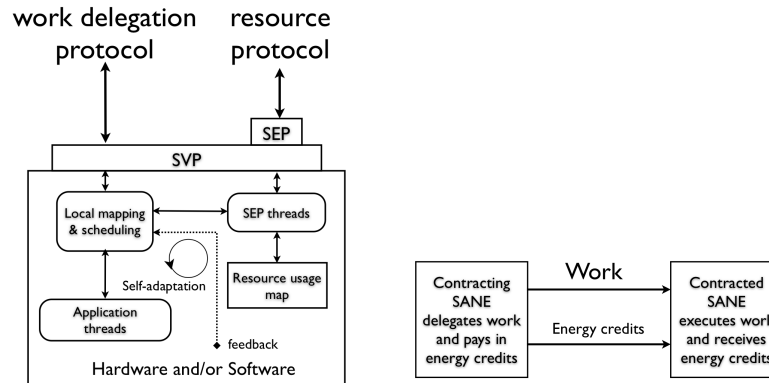 work delegation
protocol
resource
protocol
SEP
SVP
Local mapping
& scheduling
SEP threads
Self-adaptation
Resource usage
map
Application
threads
feedback
Hardware and/or Software
Contracting
SANE
delegates work
and pays in
energy credits
Work
Energy credits
Contracted
SANE
executes work
and receives
energy credits